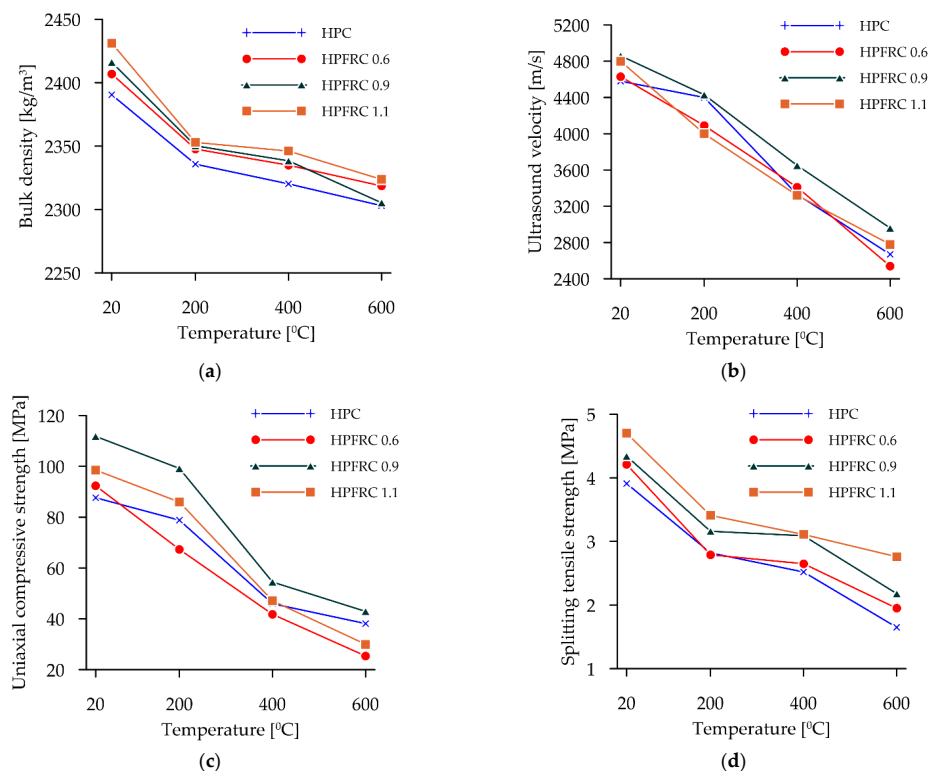 2450
2400
2350
2300
2250
Bulk density [kg/m³]
HPC
HPFRC 0.6
HPFRC 0.9
HPFRC 1.1
20 200 400 600
Temperature [⁰C]
(a)
5200
4800
4400
4000
3600
3200
2800
2400
Ultrasound velocity [m/s]
HPC
HPFRC 0.6
HPFRC 0.9
HPFRC 1.1
20 200 400 600
Temperature [⁰C]
(b)
120
100
80
60
40
20
Uniaxial compressive strength [MPa]
HPC
HPFRC 0.6
HPFRC 0.9
HPFRC 1.1
20 200 400 600
Temperature [⁰C]
(c)
5
4
3
2
1
Splitting tensile strength [MPa]
HPC
HPFRC 0.6
HPFRC 0.9
HPFRC 1.1
20 200 400 600
Temperature [⁰C]
(d)